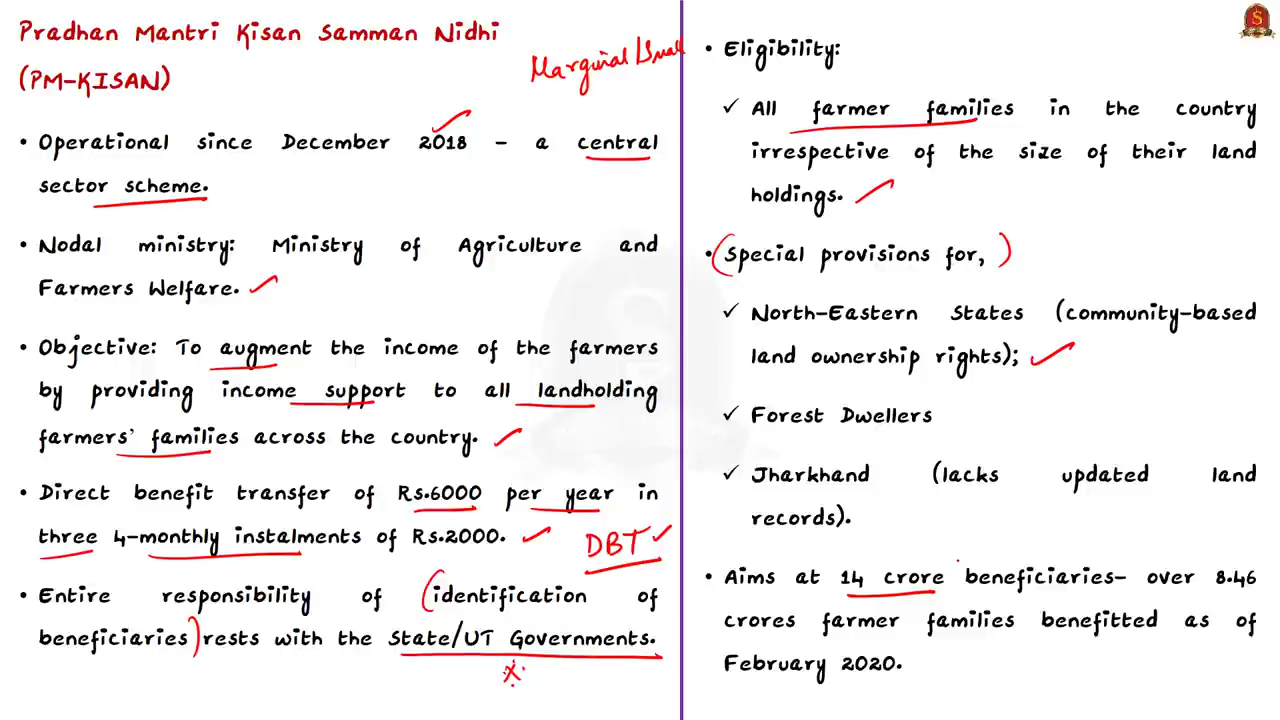 Pradhan Mantri Kisan Samman Nidhi
(PM-KISAN)
Marginal/Small
• Operational since December 2018 - a central
sector scheme.
• Nodal ministry: Ministry of Agriculture and
Farmers Welfare.
• Objective: To augment the income of the farmers
by providing income support to all landholding
farmers' families across the country.
• Direct benefit transfer of Rs.6000 per year in
three 4-monthly instalments of Rs.2000.
DBT
• Entire responsibility of (identification of
beneficiaries) rests with the State/UT Governments.
• Eligibility:
✓ All farmer families in the country
irrespective of the size of their land
holdings.
• (Special provisions for, )
✓ North-Eastern States (community-based
land ownership rights);
✓ Forest Dwellers
✓ Jharkhand (lacks updated land
records).
• Aims at 14 crore beneficiaries- over 8.46
crores farmer families benefitted as of
February 2020.